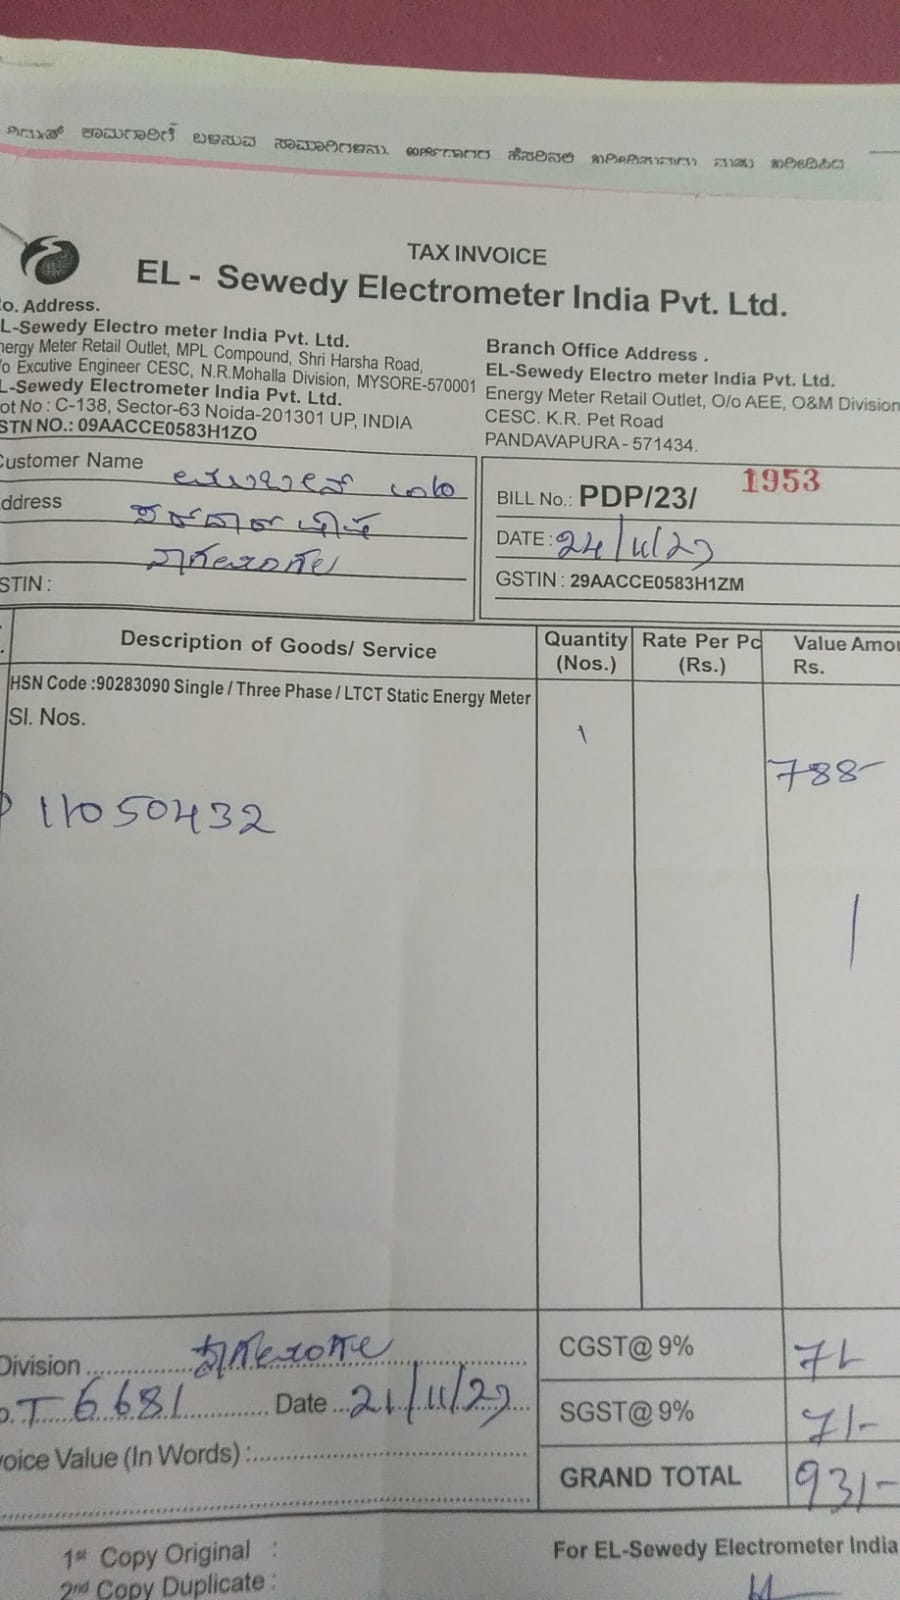 TAX INVOICE
EL - Sewedy Electrometer India Pvt. Ltd.
o. Address.
L-Sewedy Electro meter India Pvt. Ltd.
nergy Meter Retail Outlet, MPL Compound, Shri Harsha Road,
/o Excutive Engineer CESC, N.R.Mohalla Division, MYSORE-570001
L-Sewedy Electrometer India Pvt. Ltd.
ot No : C-138, Sector-63 Noida-201301 UP, INDIA
STN NO.: 09AACCE0583H1ZO
Branch Office Address .
EL-Sewedy Electro meter India Pvt. Ltd.
Energy Meter Retail Outlet, O/o AEE, O&M Division
CESC. K.R. Pet Road
PANDAVAPURA - 571434.
Customer Name
ddress
STIN :
BILL No.: PDP/23/ 1953
DATE : 24/11/23
GSTIN : 29AACCE0583H1ZM
Description of Goods/ Service Quantity (Nos.) Rate Per Pc (Rs.) Value Amou Rs.
HSN Code :90283090 Single / Three Phase / LTCT Static Energy Meter
Sl. Nos.
1
788-
11050432
Division
CGST@ 9% 71-
o. T 6681 Date 21/11/23
SGST@ 9% 71-
voice Value (In Words) :
GRAND TOTAL 931-
1st Copy Original :
2nd Copy Duplicate :
For EL-Sewedy Electrometer India